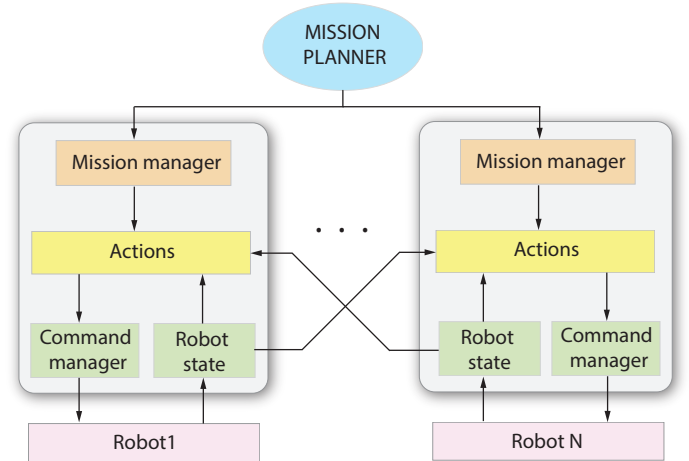 MISSION
PLANNER
Mission manager
Mission manager
. . .
Actions
Actions
Command
manager
Robot
state
Robot
state
Command
manager
Robot1
Robot N